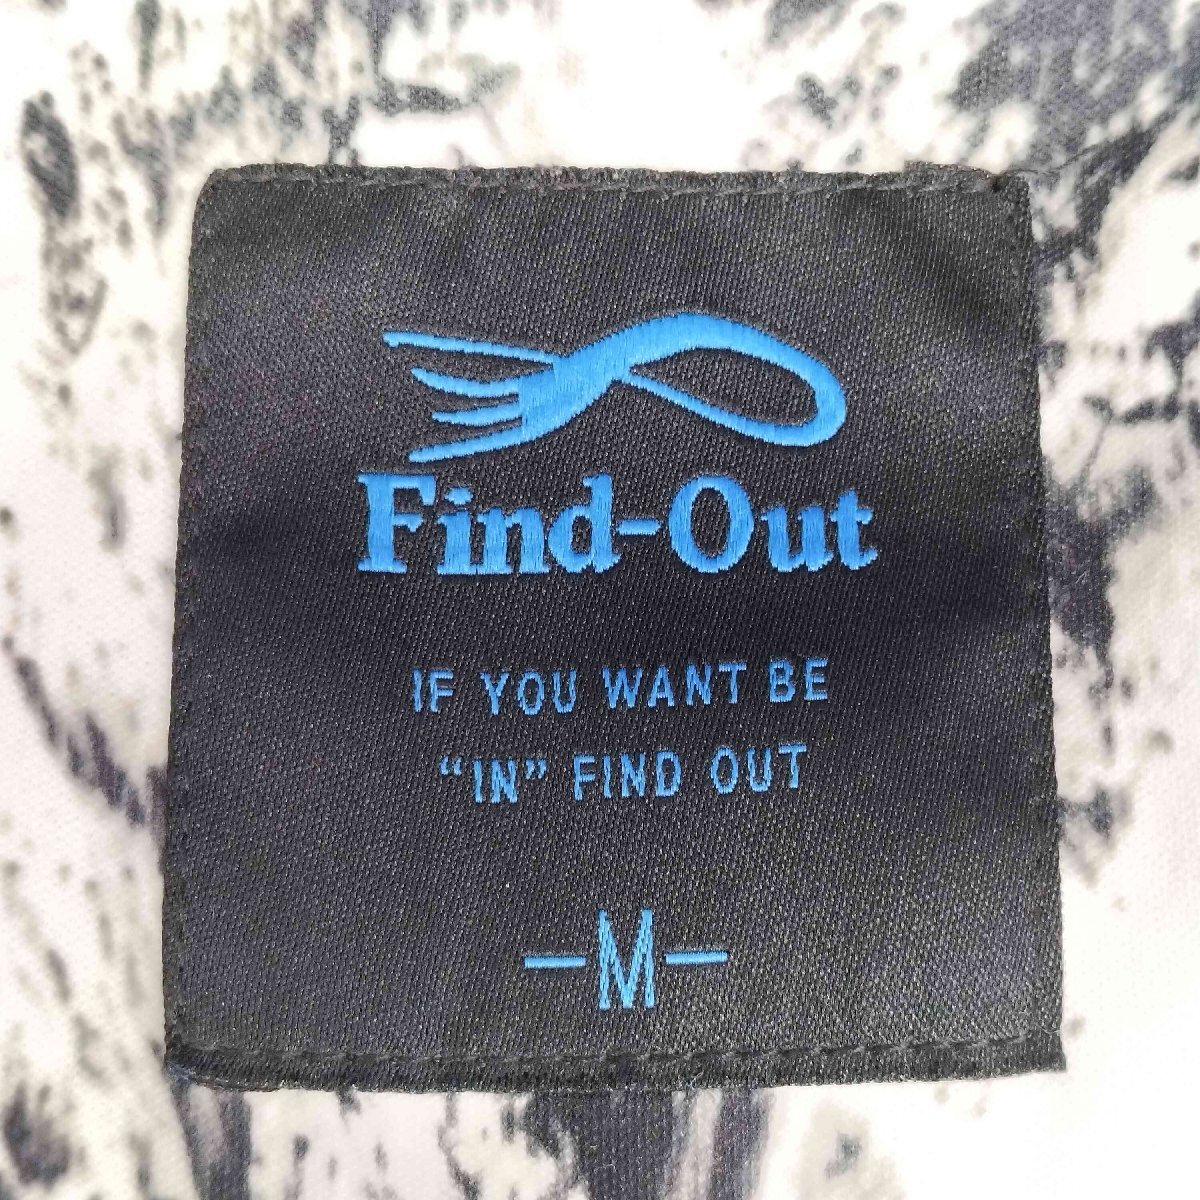 Find-Out
IF YOU WANT BE
“IN” FIND OUT
-M-